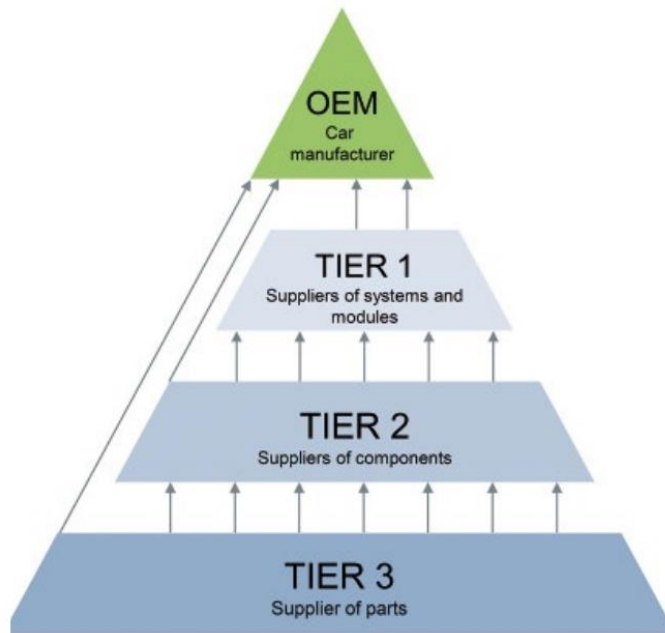 OEM
Car
manufacturer
TIER 1
Suppliers of systems and
modules
TIER 2
Suppliers of components
TIER 3
Supplier of parts